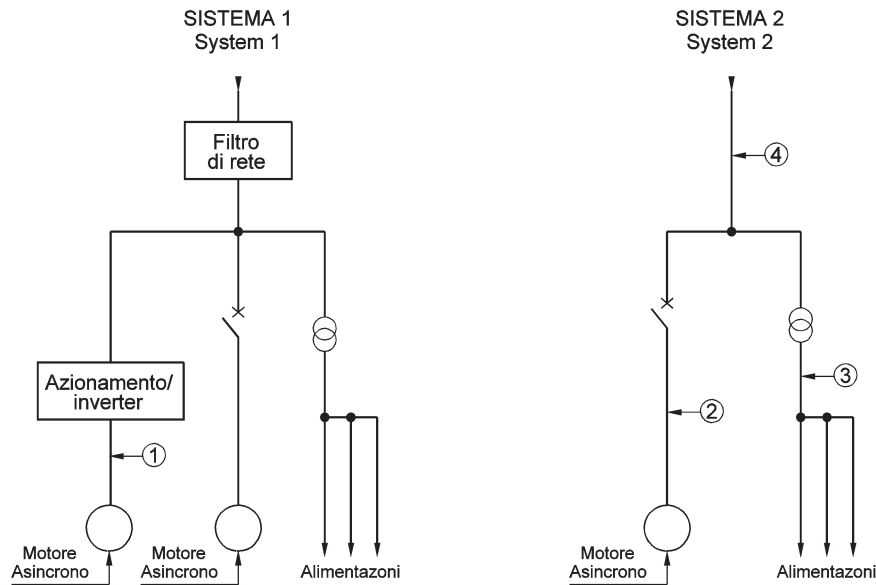 SISTEMA 1
System 1
SISTEMA 2
System 2
Filtro
di rete
4
Azionamento/
inverter
3
2
1
Motore
Asincrono
Motore
Asincrono
Alimentazoni
Motore
Asincrono
Alimentazoni